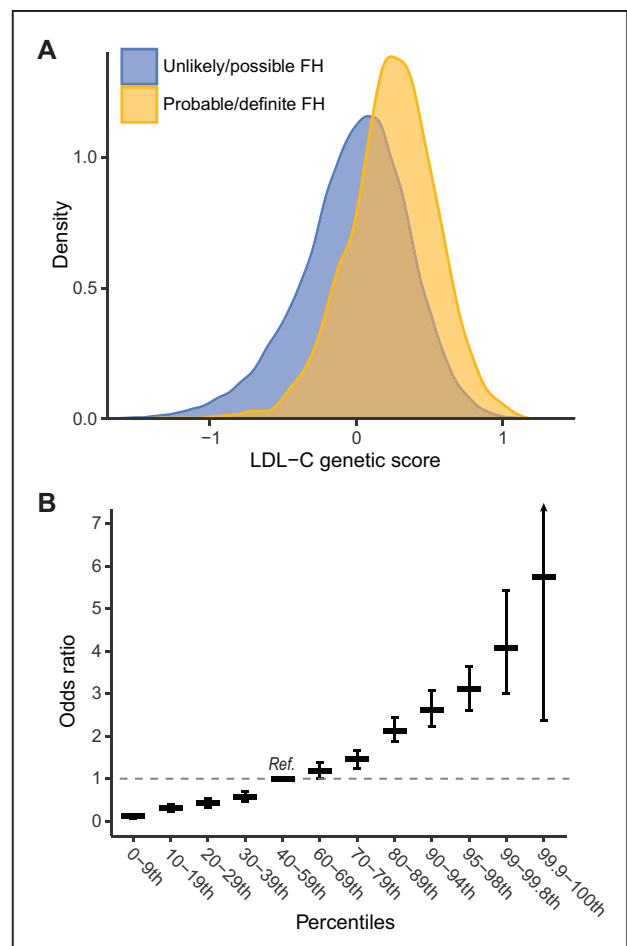 A
Unlikely/possible FH
Probable/definite FH
1.0
0.5
0.0
Density
−1
0
1
LDL−C genetic score
B
7
6
5
4
3
2
1
0
Odds ratio
Ref.
0−9th
10−19th
20−29th
30−39th
40−59th
60−69th
70−79th
80−89th
90−94th
95−98th
99−99.8th
99.9−100th
Percentiles